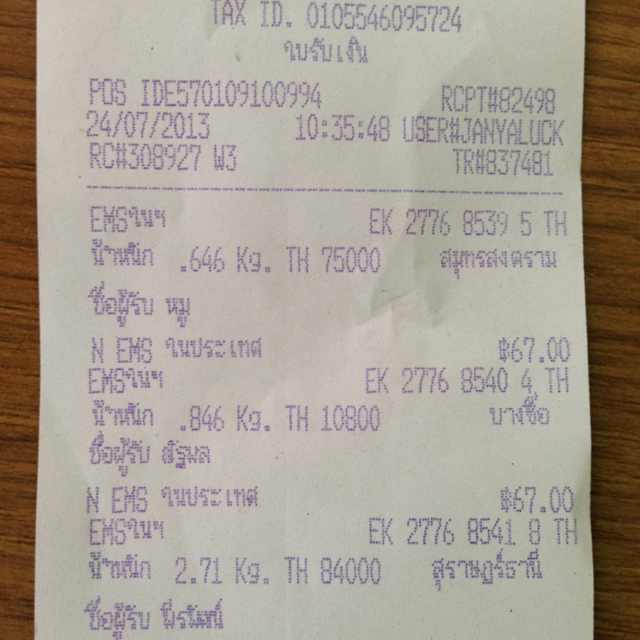 TAX ID. 0105546095724
ใบรับเงิน
POS IDE570109100994 RCPT#82498
24/07/2013 10:35:48 USER#JANYALUCK
RC#308927 W3 TR#837481
EMSในฯ EK 2776 8539 5 TH
น้ำหนัก .646 Kg. TH 75000 สมุทรสงคราม
ชื่อผู้รับ หมู
N EMS ในประเทศ ฿67.00
EMSในฯ EK 2776 8540 4 TH
น้ำหนัก .846 Kg. TH 10800 บางซื่อ
ชื่อผู้รับ ณัฐพล
N EMS ในประเทศ ฿67.00
EMSในฯ EK 2776 8541 8 TH
น้ำหนัก 2.71 Kg. TH 84000 สุราษฎร์ธานี
ชื่อผู้รับ